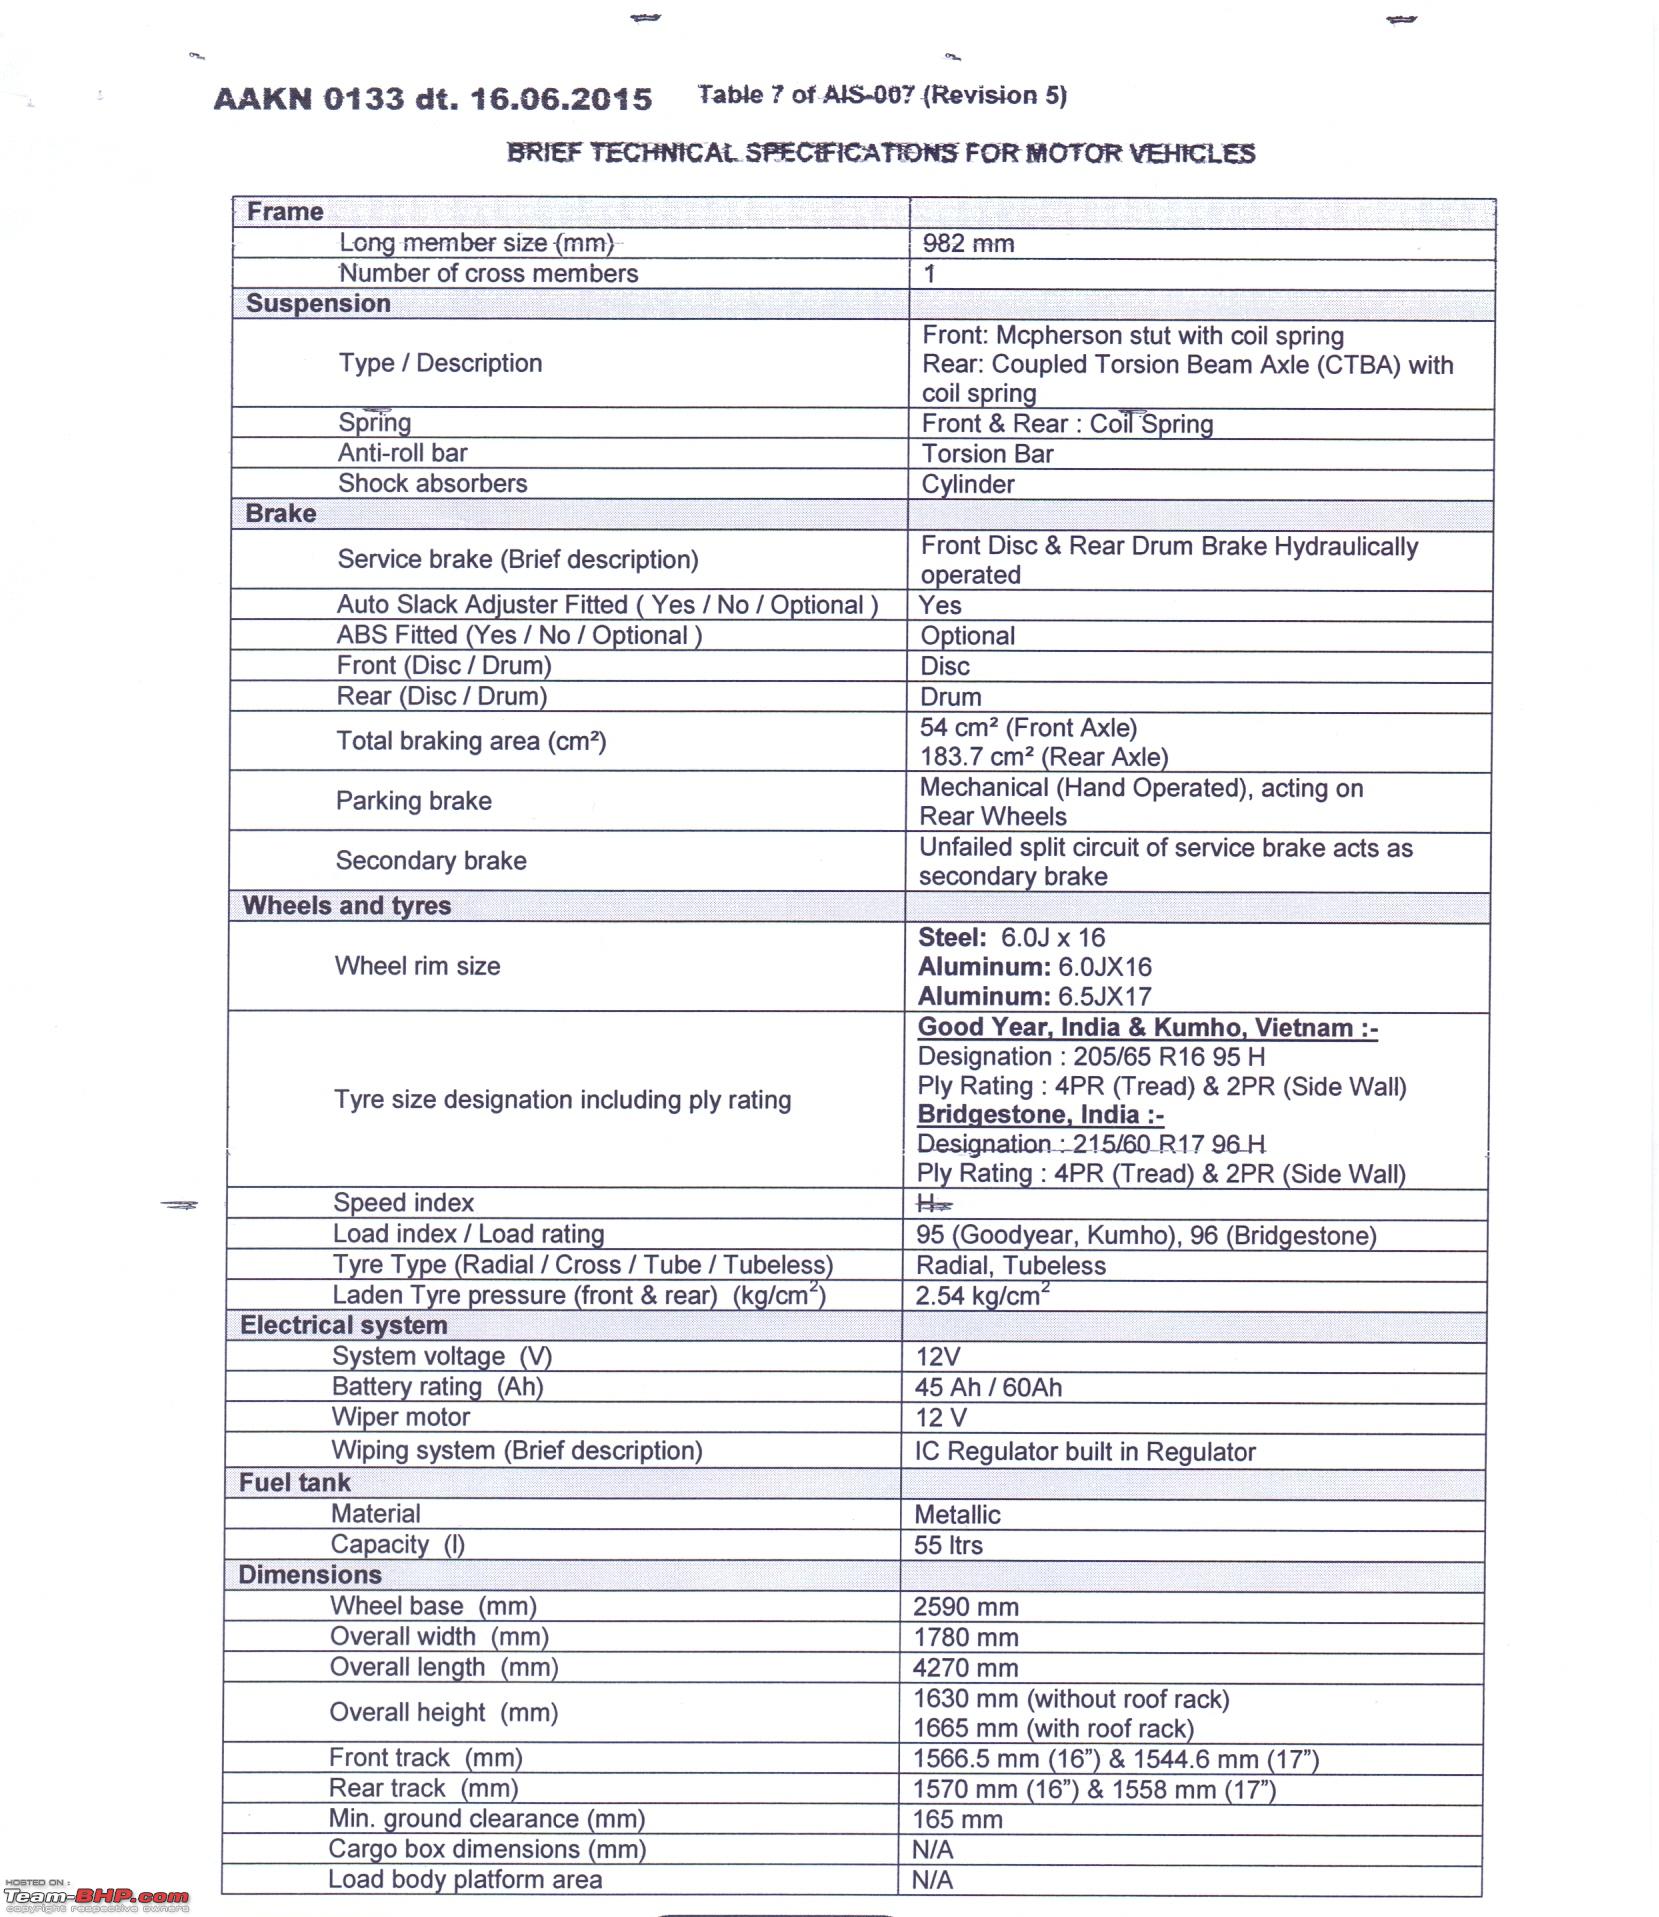 AAKN 0133 dt. 16.06.2015 Table 7 of AIS-007 (Revision 5)
BRIEF TECHNICAL SPECIFICATIONS FOR MOTOR VEHICLES
Frame
Long member size (mm) 982 mm
Number of cross members 1
Suspension
Type / Description Front: Mcpherson stut with coil spring
Rear: Coupled Torsion Beam Axle (CTBA) with
coil spring
Spring Front & Rear : Coil Spring
Anti-roll bar Torsion Bar
Shock absorbers Cylinder
Brake
Service brake (Brief description) Front Disc & Rear Drum Brake Hydraulically
operated
Auto Slack Adjuster Fitted ( Yes / No / Optional ) Yes
ABS Fitted (Yes / No / Optional ) Optional
Front (Disc / Drum) Disc
Rear (Disc / Drum) Drum
Total braking area (cm²) 54 cm² (Front Axle)
183.7 cm² (Rear Axle)
Parking brake Mechanical (Hand Operated), acting on
Rear Wheels
Secondary brake Unfailed split circuit of service brake acts as
secondary brake
Wheels and tyres
Wheel rim size Steel: 6.0J x 16
Aluminum: 6.0JX16
Aluminum: 6.5JX17
Tyre size designation including ply rating Good Year, India & Kumho, Vietnam :-
Designation : 205/65 R16 95 H
Ply Rating : 4PR (Tread) & 2PR (Side Wall)
Bridgestone, India :-
Designation : 215/60 R17 96 H
Ply Rating : 4PR (Tread) & 2PR (Side Wall)
Speed index H
Load index / Load rating 95 (Goodyear, Kumho), 96 (Bridgestone)
Tyre Type (Radial / Cross / Tube / Tubeless) Radial, Tubeless
Laden Tyre pressure (front & rear) (kg/cm²) 2.54 kg/cm²
Electrical system
System voltage (V) 12V
Battery rating (Ah) 45 Ah / 60Ah
Wiper motor 12 V
Wiping system (Brief description) IC Regulator built in Regulator
Fuel tank
Material Metallic
Capacity (l) 55 ltrs
Dimensions
Wheel base (mm) 2590 mm
Overall width (mm) 1780 mm
Overall length (mm) 4270 mm
Overall height (mm) 1630 mm (without roof rack)
1665 mm (with roof rack)
Front track (mm) 1566.5 mm (16”) & 1544.6 mm (17”)
Rear track (mm) 1570 mm (16”) & 1558 mm (17”)
Min. ground clearance (mm) 165 mm
Cargo box dimensions (mm) N/A
Load body platform area N/A
HOSTED ON :
Team-BHP.com
copyright respective owners